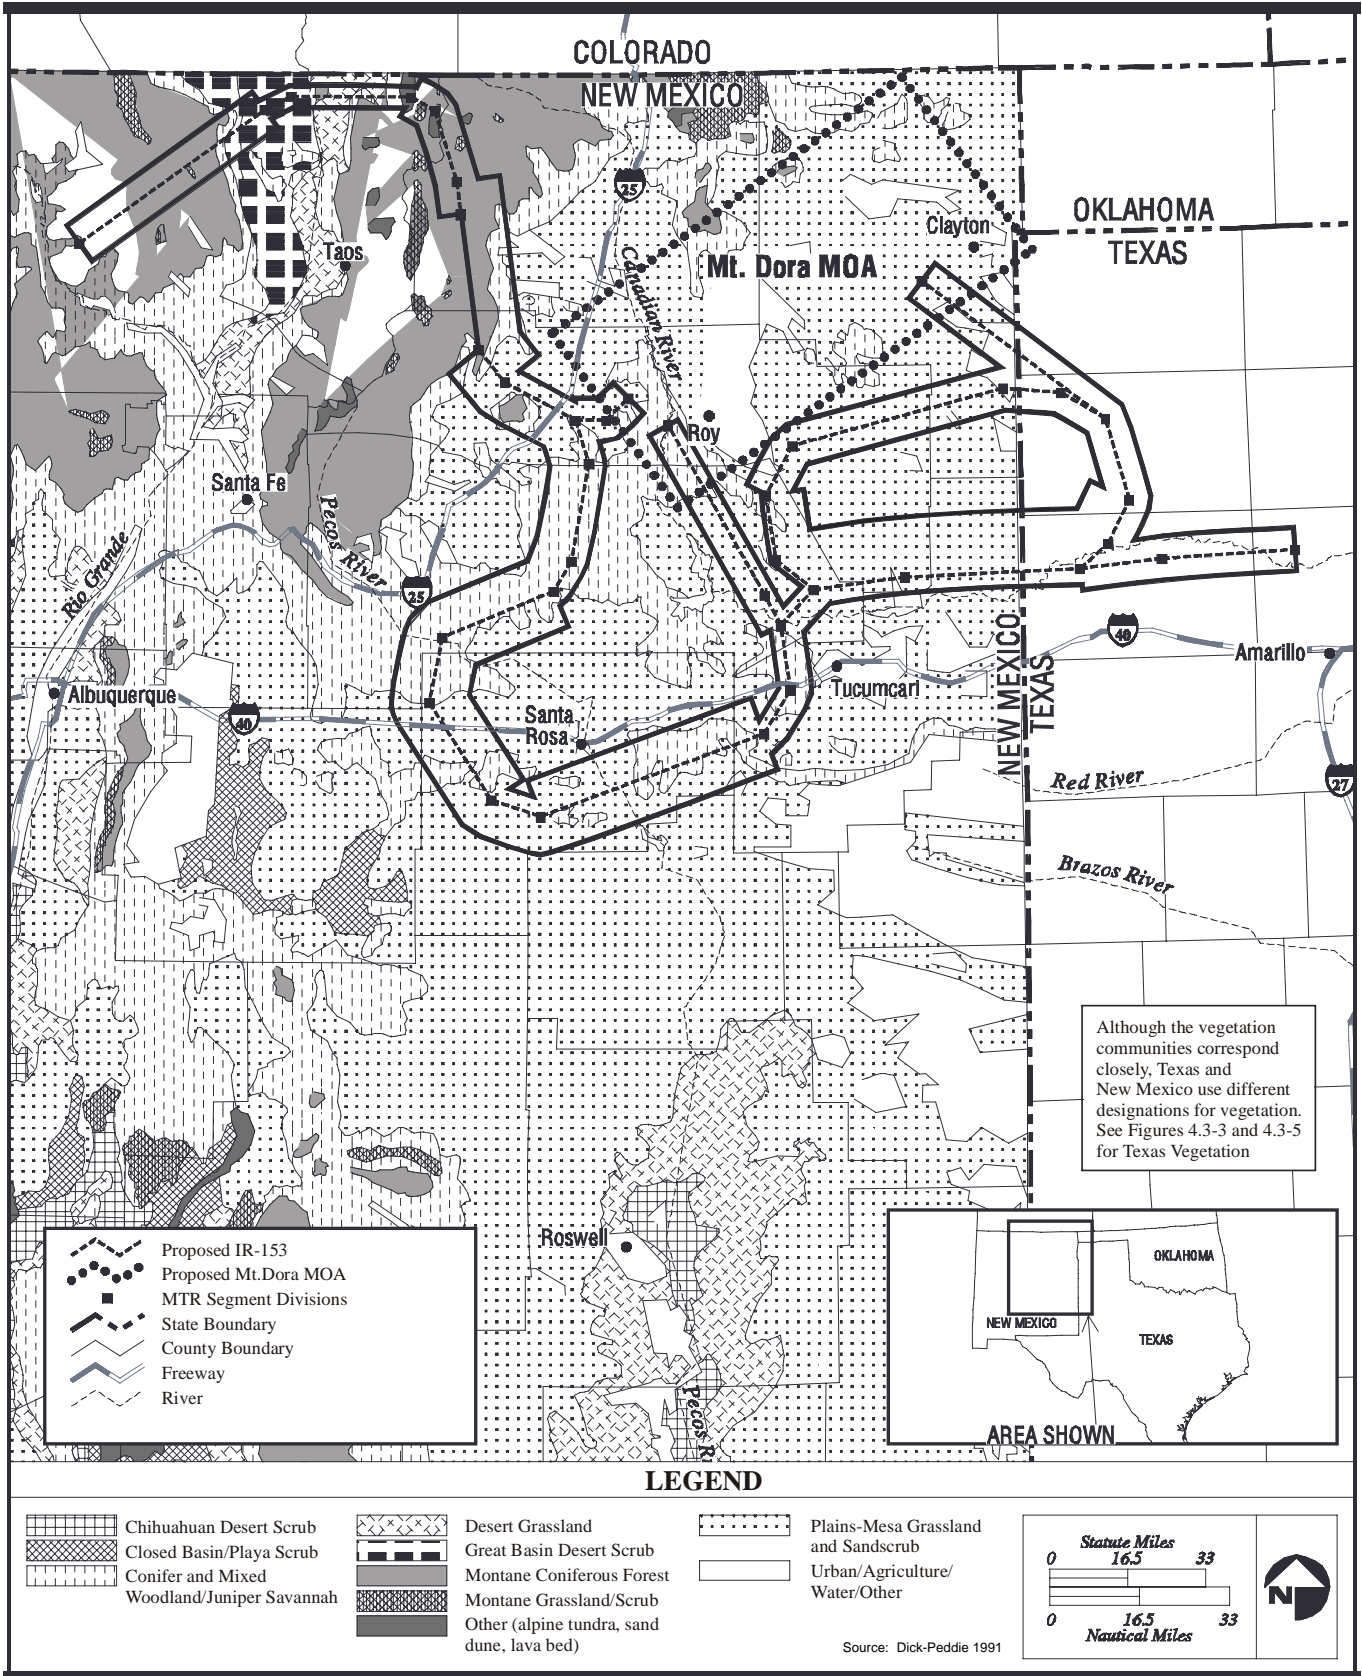 COLORADO
NEW MEXICO
25
OKLAHOMA
TEXAS
Clayton
Taos
Mt. Dora MOA
Canadian River
Roy
Santa Fe
Pecos River
Rio Grande
25
40
NEW MEXICO
TEXAS
Amarillo
Albuquerque
Tucumcari
40
Santa
Rosa
Red River
27
Brazos River
Although the vegetation
communities correspond
closely, Texas and
New Mexico use different
designations for vegetation.
See Figures 4.3-3 and 4.3-5
for Texas Vegetation
Roswell
Pecos Ri
Proposed IR-153
Proposed Mt.Dora MOA
MTR Segment Divisions
State Boundary
County Boundary
Freeway
River
OKLAHOMA
NEW MEXICO
TEXAS
AREA SHOWN
LEGEND
Chihuahuan Desert Scrub
Closed Basin/Playa Scrub
Conifer and Mixed
Woodland/Juniper Savannah
Desert Grassland
Great Basin Desert Scrub
Montane Coniferous Forest
Montane Grassland/Scrub
Other (alpine tundra, sand
dune, lava bed)
Plains-Mesa Grassland
and Sandscrub
Urban/Agriculture/
Water/Other
Source: Dick-Peddie 1991
Statute Miles
0 16.5 33
0 16.5 33
Nautical Miles
N